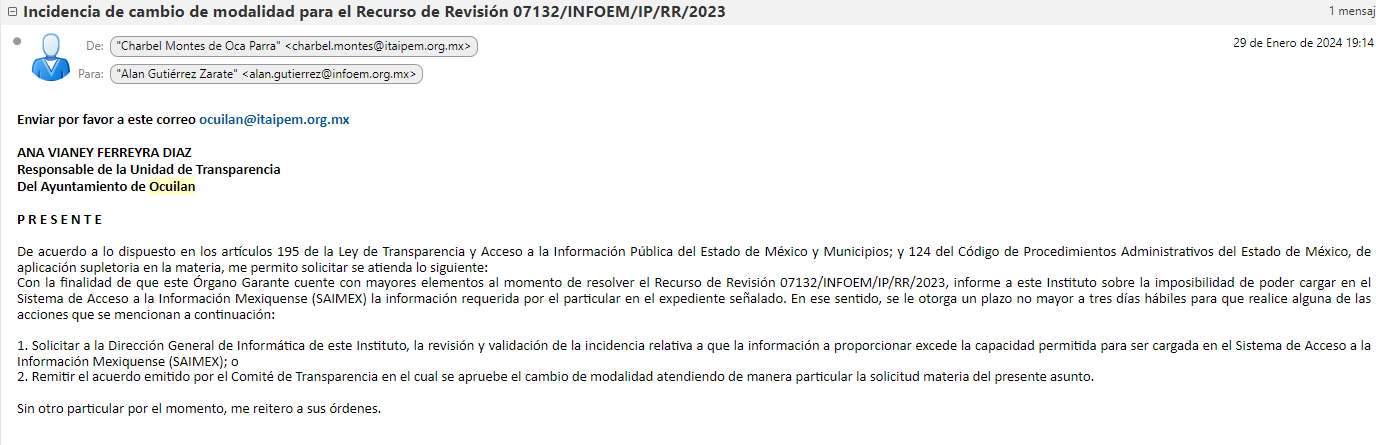 Incidencia de cambio de modalidad para el Recurso de Revisión 07132/INFOEM/IP/RR/2023
1 mensaj
De: "Charbel Montes de Oca Parra" <charbel.montes@itaipem.org.mx>
29 de Enero de 2024 19:14
Para: "Alan Gutiérrez Zarate" <alan.gutierrez@infoem.org.mx>
Enviar por favor a este correo ocuilan@itaipem.org.mx
ANA VIANEY FERREYRA DIAZ
Responsable de la Unidad de Transparencia
Del Ayuntamiento de Ocuilan
P R E S E N T E
De acuerdo a lo dispuesto en los artículos 195 de la Ley de Transparencia y Acceso a la Información Pública del Estado de México y Municipios; y 124 del Código de Procedimientos Administrativos del Estado de México, de
aplicación supletoria en la materia, me permito solicitar se atienda lo siguiente:
Con la finalidad de que este Órgano Garante cuente con mayores elementos al momento de resolver el Recurso de Revisión 07132/INFOEM/IP/RR/2023, informe a este Instituto sobre la imposibilidad de poder cargar en el
Sistema de Acceso a la Información Mexiquense (SAIMEX) la información requerida por el particular en el expediente señalado. En ese sentido, se le otorga un plazo no mayor a tres días hábiles para que realice alguna de las
acciones que se mencionan a continuación:
1. Solicitar a la Dirección General de Informática de este Instituto, la revisión y validación de la incidencia relativa a que la información a proporcionar excede la capacidad permitida para ser cargada en el Sistema de Acceso a la
Información Mexiquense (SAIMEX); o
2. Remitir el acuerdo emitido por el Comité de Transparencia en el cual se apruebe el cambio de modalidad atendiendo de manera particular la solicitud materia del presente asunto.
Sin otro particular por el momento, me reitero a sus órdenes.